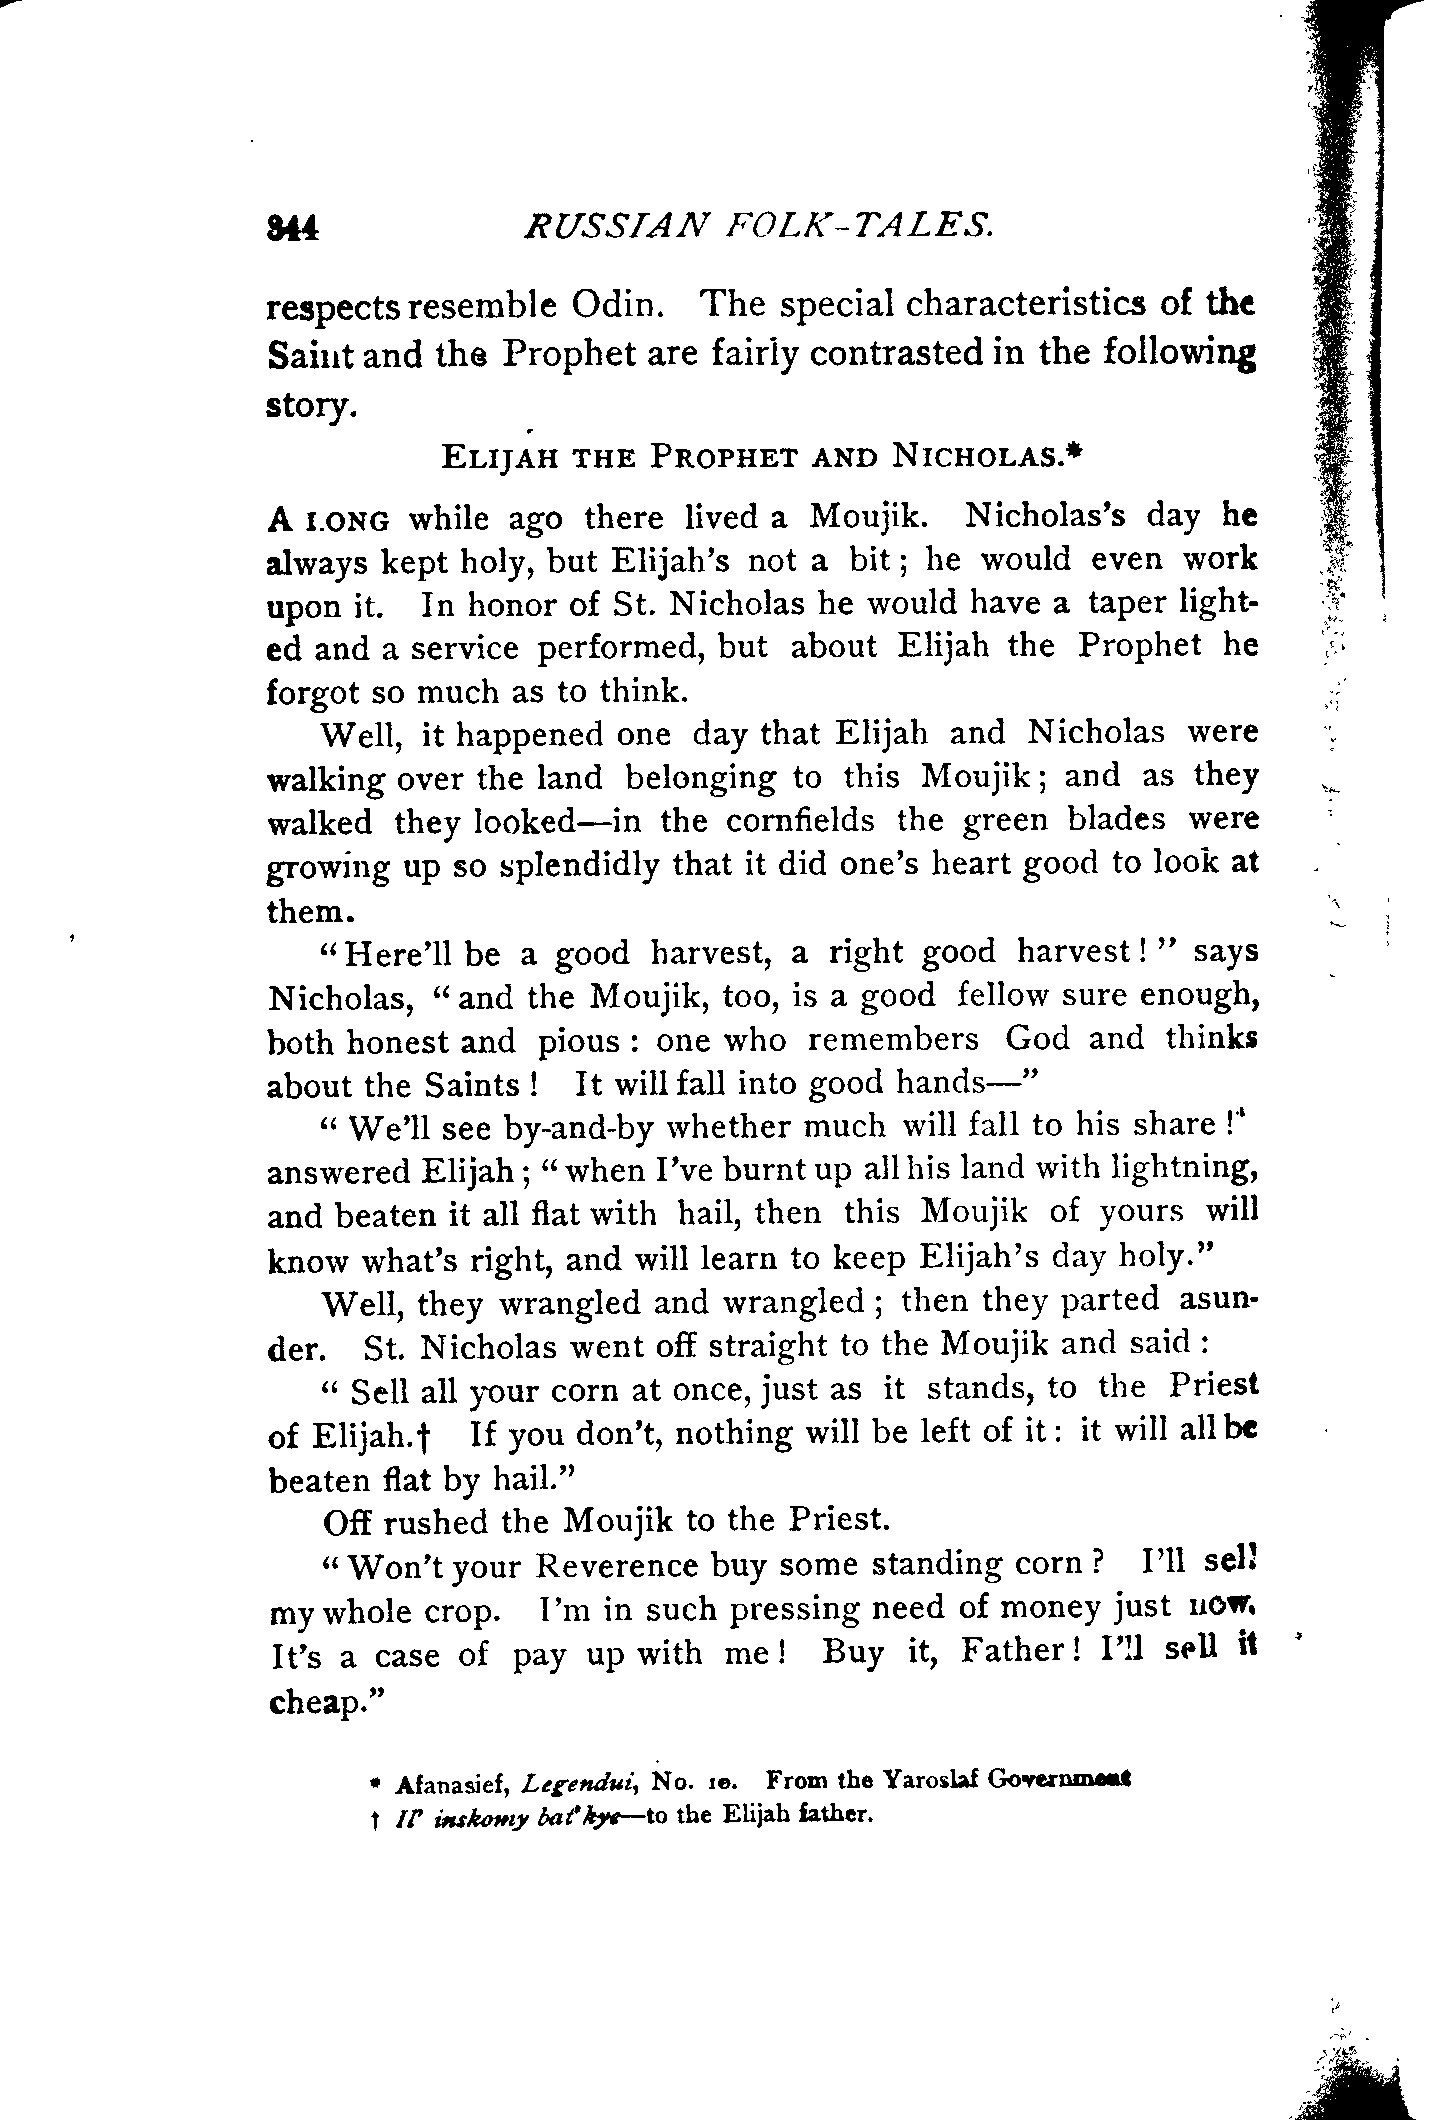 344 RUSSIAN FOLK-TALES.
respects resemble Odin. The special characteristics of the
Saint and the Prophet are fairly contrasted in the following
story.
ELIJAH THE PROPHET AND NICHOLAS.*
A LONG while ago there lived a Moujik. Nicholas's day he
always kept holy, but Elijah's not a bit; he would even work
upon it. In honor of St. Nicholas he would have a taper light-
ed and a service performed, but about Elijah the Prophet he
forgot so much as to think.
Well, it happened one day that Elijah and Nicholas were
walking over the land belonging to this Moujik; and as they
walked they looked—in the cornfields the green blades were
growing up so splendidly that it did one's heart good to look at
them.
"Here'll be a good harvest, a right good harvest!" says
Nicholas, "and the Moujik, too, is a good fellow sure enough,
both honest and pious: one who remembers God and thinks
about the Saints! It will fall into good hands—"
"We'll see by-and-by whether much will fall to his share!"
answered Elijah; "when I've burnt up all his land with lightning,
and beaten it all flat with hail, then this Moujik of yours will
know what's right, and will learn to keep Elijah's day holy."
Well, they wrangled and wrangled; then they parted asun-
der. St. Nicholas went off straight to the Moujik and said:
"Sell all your corn at once, just as it stands, to the Priest
of Elijah.† If you don't, nothing will be left of it: it will all be
beaten flat by hail."
Off rushed the Moujik to the Priest.
"Won't your Reverence buy some standing corn? I'll sell
my whole crop. I'm in such pressing need of money just now.
It's a case of pay up with me! Buy it, Father! I'll sell it
cheap."
* Afanasief, Legendui, No. 10. From the Yaroslaf Government
† Il' inskomy bat'kye—to the Elijah father.